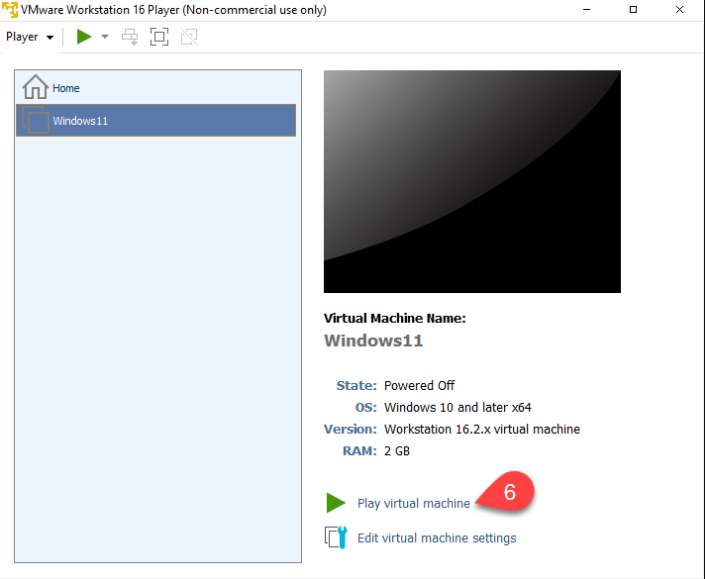 VMware Workstation 16 Player (Non-commercial use only)
Player
Home
Windows11
Virtual Machine Name:
Windows11
State: Powered Off
OS: Windows 10 and later x64
Version: Workstation 16.2.x virtual machine
RAM: 2 GB
Play virtual machine 6
Edit virtual machine settings